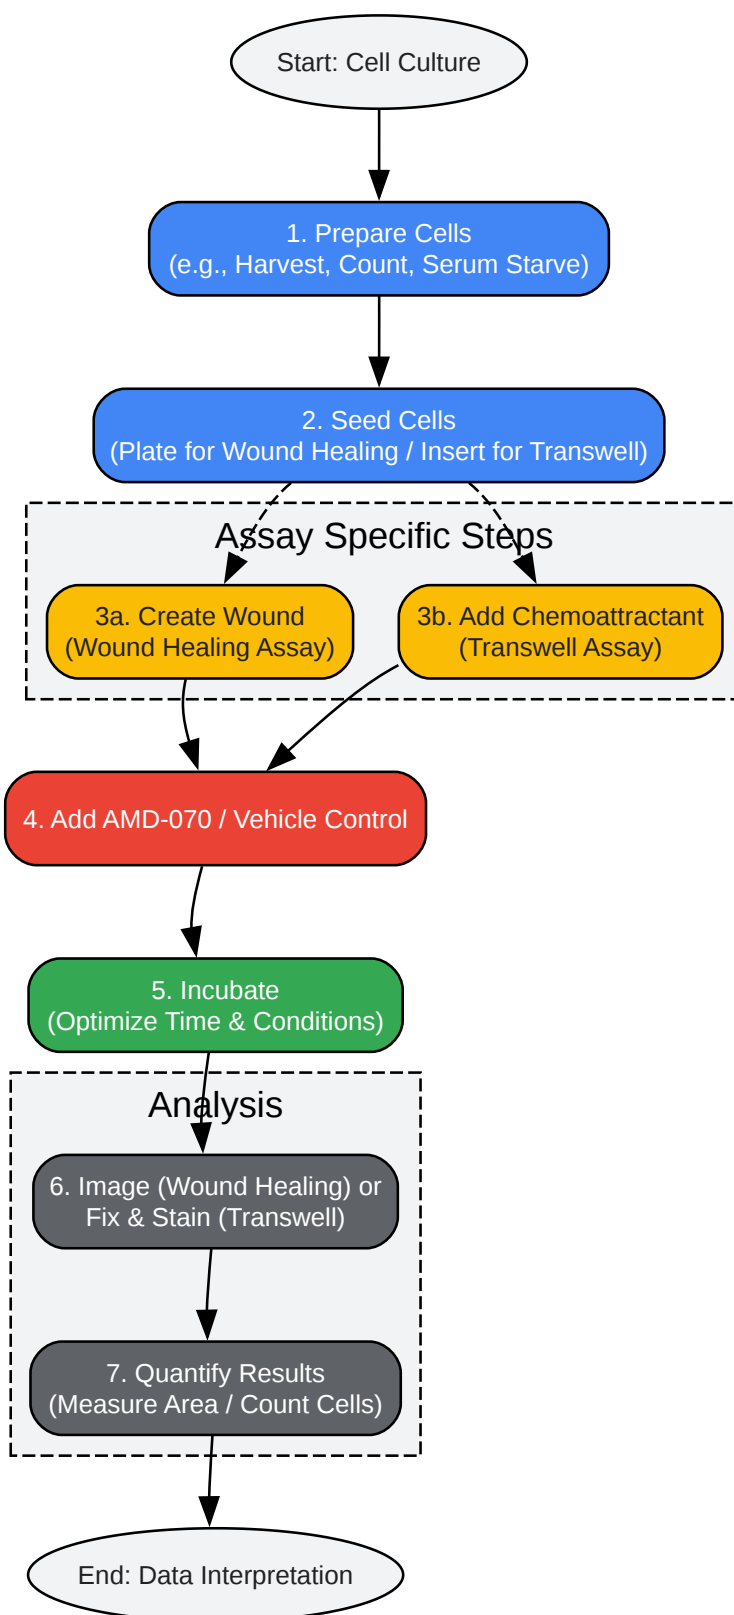 Start: Cell Culture
1. Prepare Cells
(e.g., Harvest, Count, Serum Starve)
2. Seed Cells
(Plate for Wound Healing / Insert for Transwell)
Assay Specific Steps
3a. Create Wound
(Wound Healing Assay)
3b. Add Chemoattractant
(Transwell Assay)
4. Add AMD-070 / Vehicle Control
5. Incubate
(Optimize Time & Conditions)
Analysis
6. Image (Wound Healing) or
Fix & Stain (Transwell)
7. Quantify Results
(Measure Area / Count Cells)
End: Data Interpretation